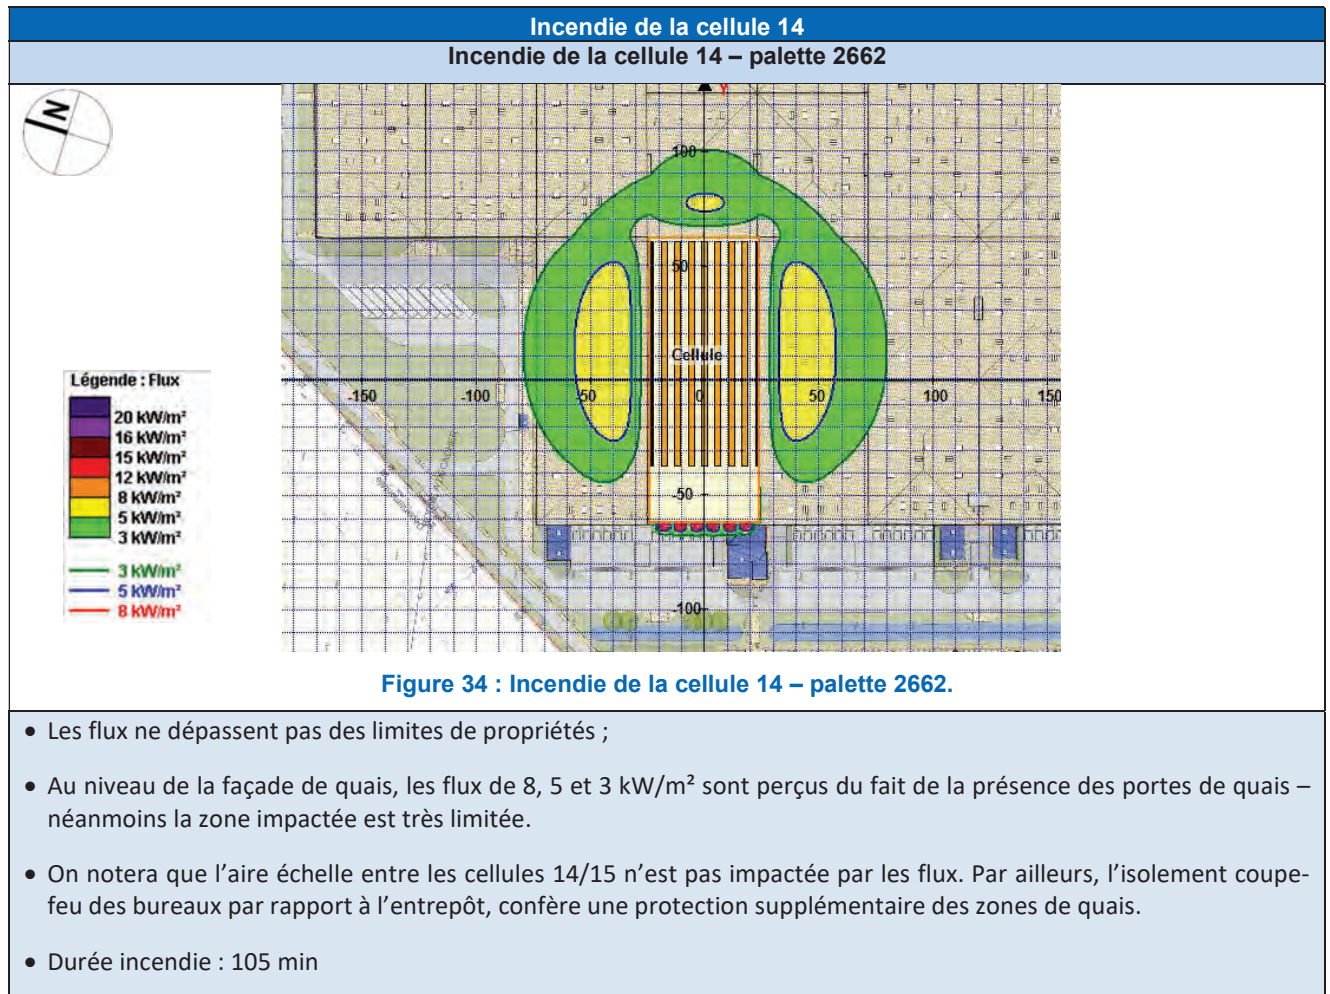 Incendie de la cellule 14
Incendie de la cellule 14 – palette 2662
N
Y
100
50
Cellule
-150
-100
-50
0
50
100
150
-50
-100
Légende : Flux
20 kW/m²
16 kW/m²
15 kW/m²
12 kW/m²
8 kW/m²
5 kW/m²
3 kW/m²
3 kW/m²
5 kW/m²
8 kW/m²
Figure 34 : Incendie de la cellule 14 – palette 2662.
• Les flux ne dépassent pas des limites de propriétés ;
• Au niveau de la façade de quais, les flux de 8, 5 et 3 kW/m² sont perçus du fait de la présence des portes de quais –
néanmoins la zone impactée est très limitée.
• On notera que l’aire échelle entre les cellules 14/15 n’est pas impactée par les flux. Par ailleurs, l’isolement coupe-
feu des bureaux par rapport à l’entrepôt, confère une protection supplémentaire des zones de quais.
• Durée incendie : 105 min